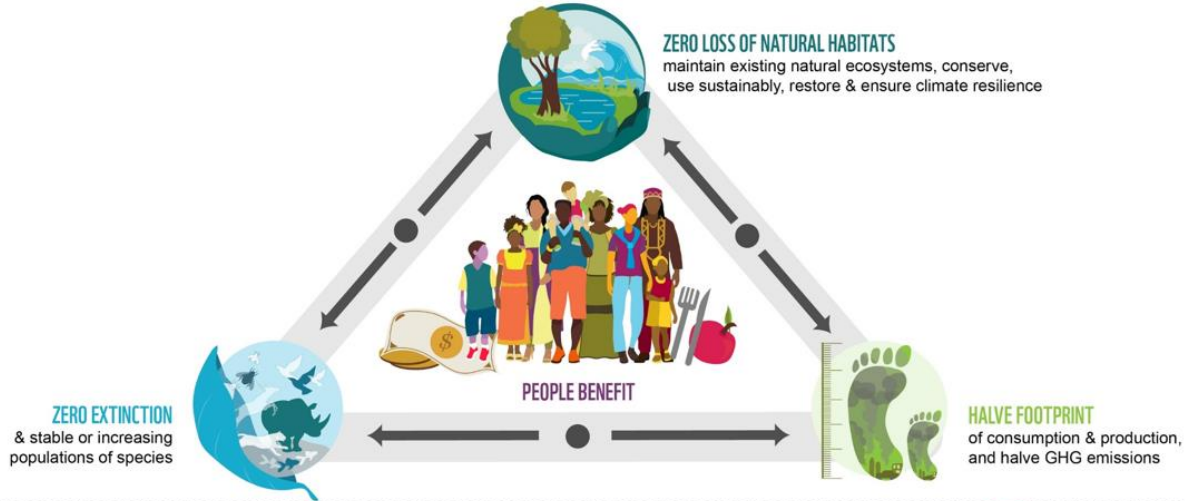 ZERO LOSS OF NATURAL HABITATS
maintain existing natural ecosystems, conserve,
use sustainably, restore & ensure climate resilience
$
PEOPLE BENEFIT
ZERO EXTINCTION
& stable or increasing
populations of species
HALVE FOOTPRINT
of consumption & production,
and halve GHG emissions